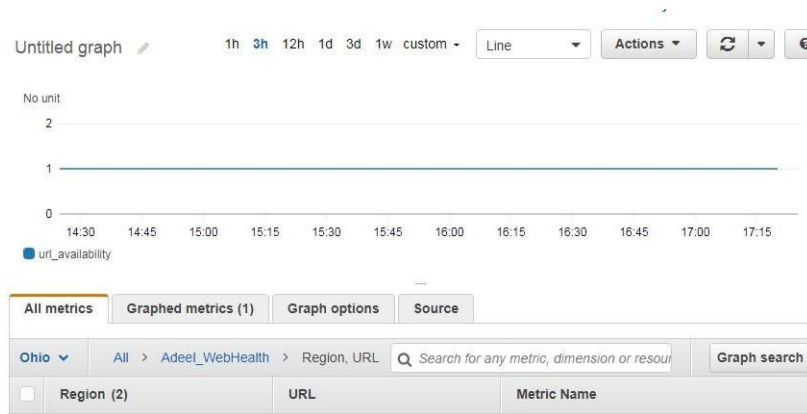 Untitled graph 1h 3h 12h 1d 3d 1w custom Line Actions
No unit
2
1
0
14:30 14:45 15:00 15:15 15:30 15:45 16:00 16:15 16:30 16:45 17:00 17:15
url_availability
All metrics Graphed metrics (1) Graph options Source
Ohio All > Adeel_WebHealth > Region, URL Search for any metric, dimension or resour Graph search
Region (2) URL Metric Name